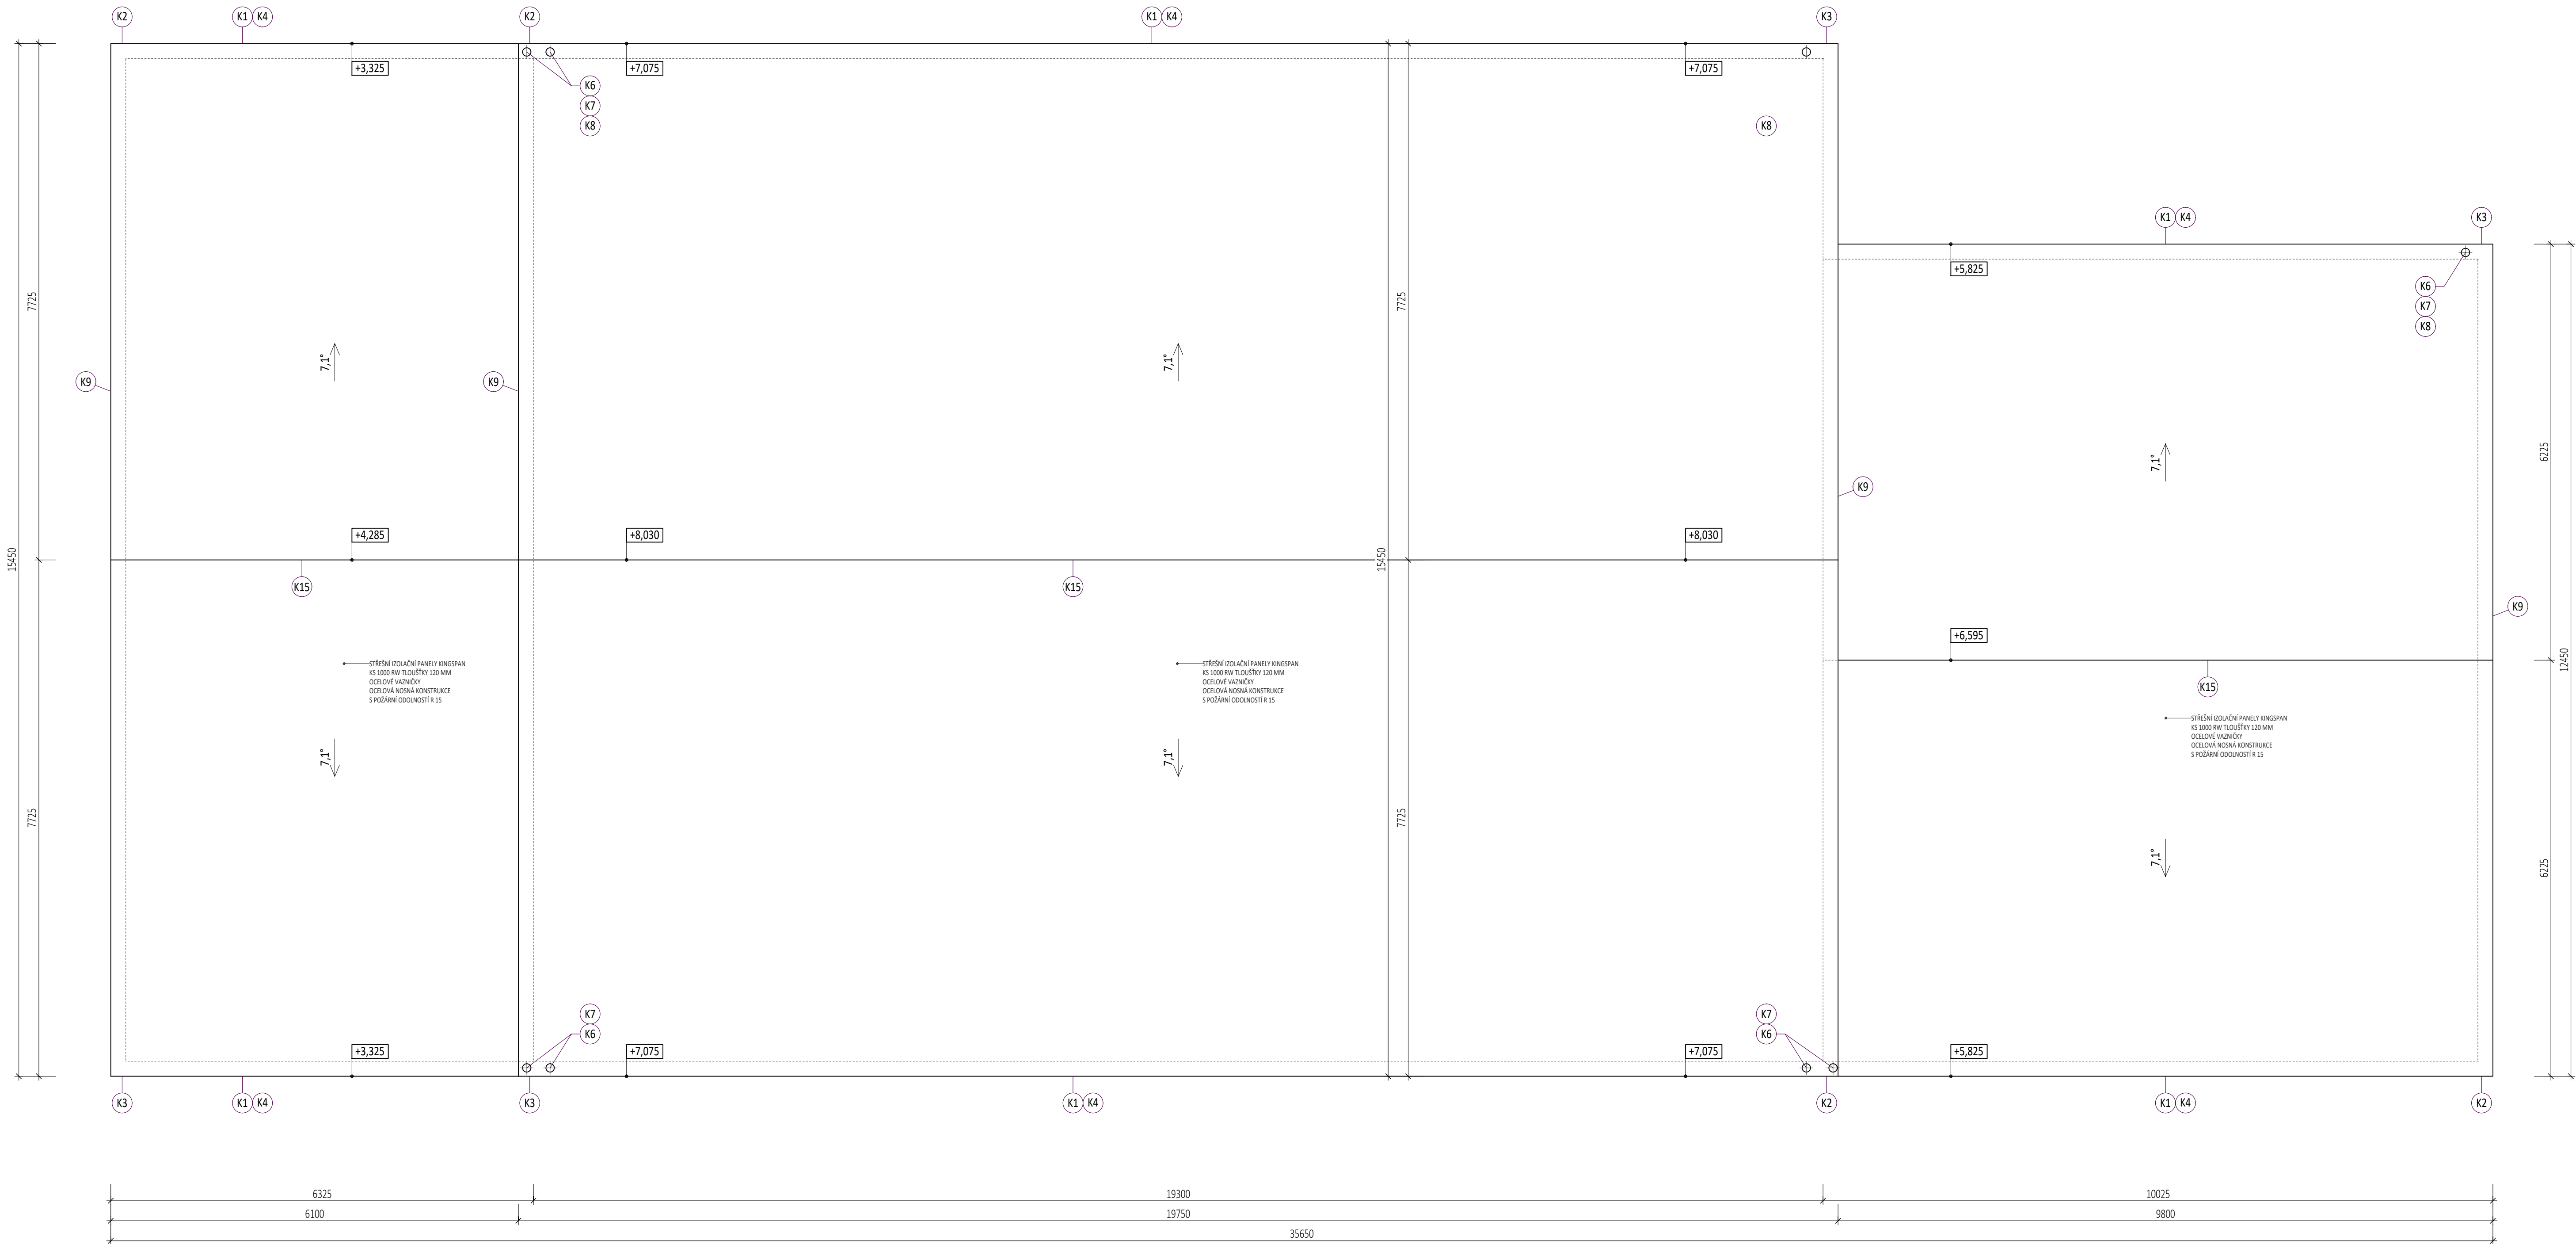 K2
K1 K4
K2
K1 K4
K3
+3,325
+7,075
+7,075
K6
K7
K8
K8
K1 K4
K3
+5,825
K6
K7
K8
7725
7725
6225
7,1°
7,1°
7,1°
K9
K9
K9
+4,285
+8,030
+8,030
15450
15450
K15
K15
K9
+6,595
12450
K15
STŘEŠNÍ IZOLAČNÍ PANELY KINGSPAN
KS 1000 RW TLOUŠŤKY 120 MM
OCELOVÉ VAZNIČKY
OCELOVÁ NOSNÁ KONSTRUKCE
S POŽÁRNÍ ODOLNOSTÍ R 15
STŘEŠNÍ IZOLAČNÍ PANELY KINGSPAN
KS 1000 RW TLOUŠŤKY 120 MM
OCELOVÉ VAZNIČKY
OCELOVÁ NOSNÁ KONSTRUKCE
S POŽÁRNÍ ODOLNOSTÍ R 15
STŘEŠNÍ IZOLAČNÍ PANELY KINGSPAN
KS 1000 RW TLOUŠŤKY 120 MM
OCELOVÉ VAZNIČKY
OCELOVÁ NOSNÁ KONSTRUKCE
S POŽÁRNÍ ODOLNOSTÍ R 15
7,1°
7,1°
7,1°
7725
7725
6225
K7
K6
K7
K6
+3,325
+7,075
+7,075
+5,825
K3
K1 K4
K3
K1 K4
K2
K1 K4
K2
6325
19300
10025
6100
19750
9800
35650